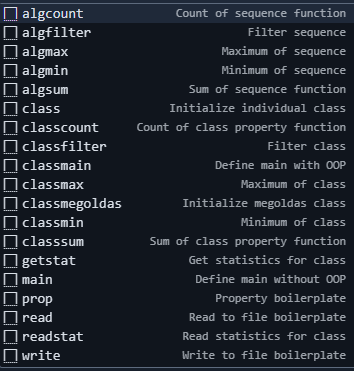 algcount Count of sequence function
algfilter Filter sequence
algmax Maximum of sequence
algmin Minimum of sequence
algsum Sum of sequence function
class Initialize individual class
classcount Count of class property function
classfilter Filter class
classmain Define main with OOP
classmax Maximum of class
classmegoldas Initialize megoldas class
classmin Minimum of class
classsum Sum of class property function
getstat Get statistics for class
main Define main without OOP
prop Property boilerplate
read Read to file boilerplate
readstat Read statistics for class
write Write to file boilerplate